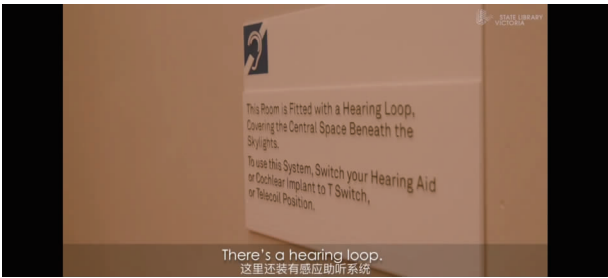 STATE LIBRARY
VICTORIA
This Room is Fitted with a Hearing Loop,
Covering the Central Space Beneath the
Skylights.
To use this System, Switch your Hearing Aid
or Cochlear Implant to T Switch,
or Telecoil Position.
There's a hearing loop.
这里还装有感应助听系统